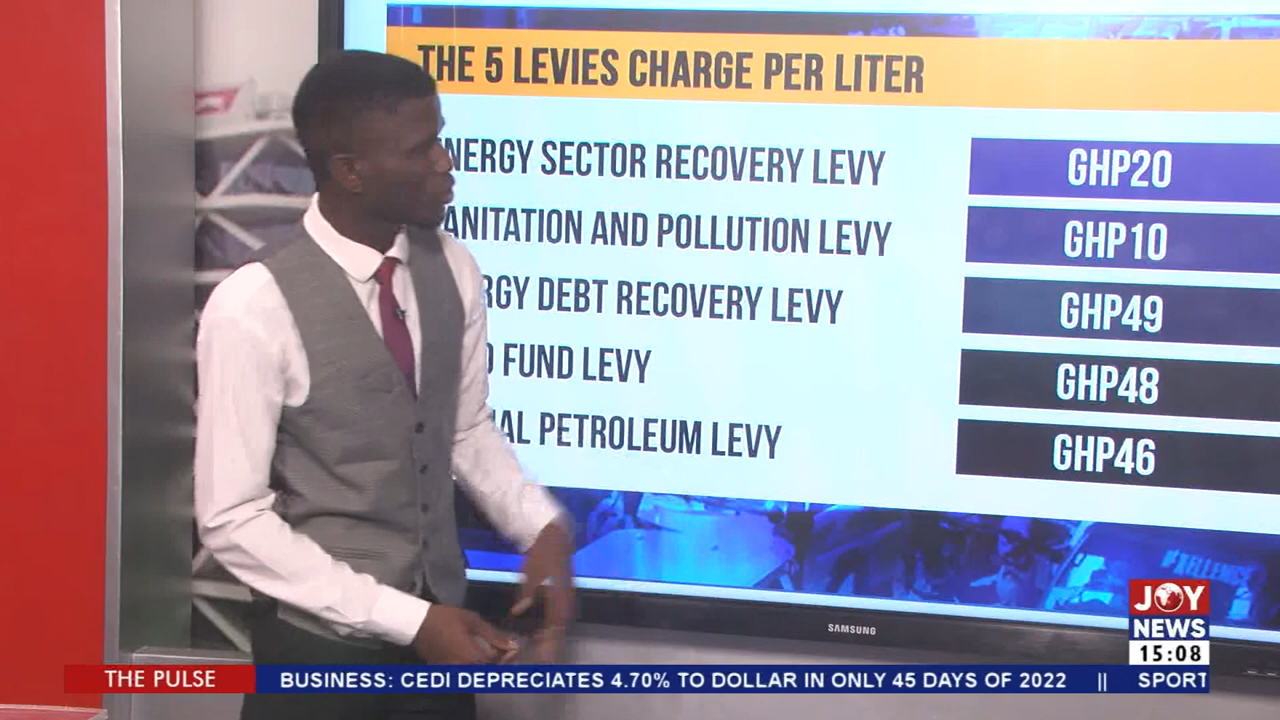 THE 5 LEVIES CHARGE PER LITER
NERGY SECTOR RECOVERY LEVY GHP20
ANITATION AND POLLUTION LEVY GHP10
RGY DEBT RECOVERY LEVY GHP49
FUND LEVY GHP48
AL PETROLEUM LEVY GHP46
SAMSUNG
JOY
NEWS
15:08
THE PULSE BUSINESS: CEDI DEPRECIATES 4.70% TO DOLLAR IN ONLY 45 DAYS OF 2022 || SPORT